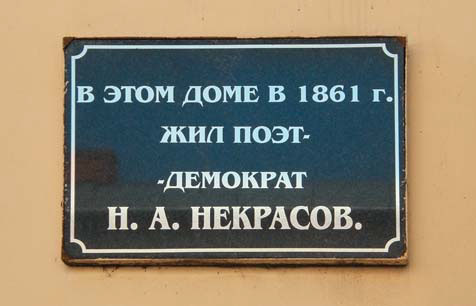 В ЭТОМ ДОМЕ В 1861 г.
ЖИЛ ПОЭТ-
-ДЕМОКРАТ
Н. А. НЕКРАСОВ.